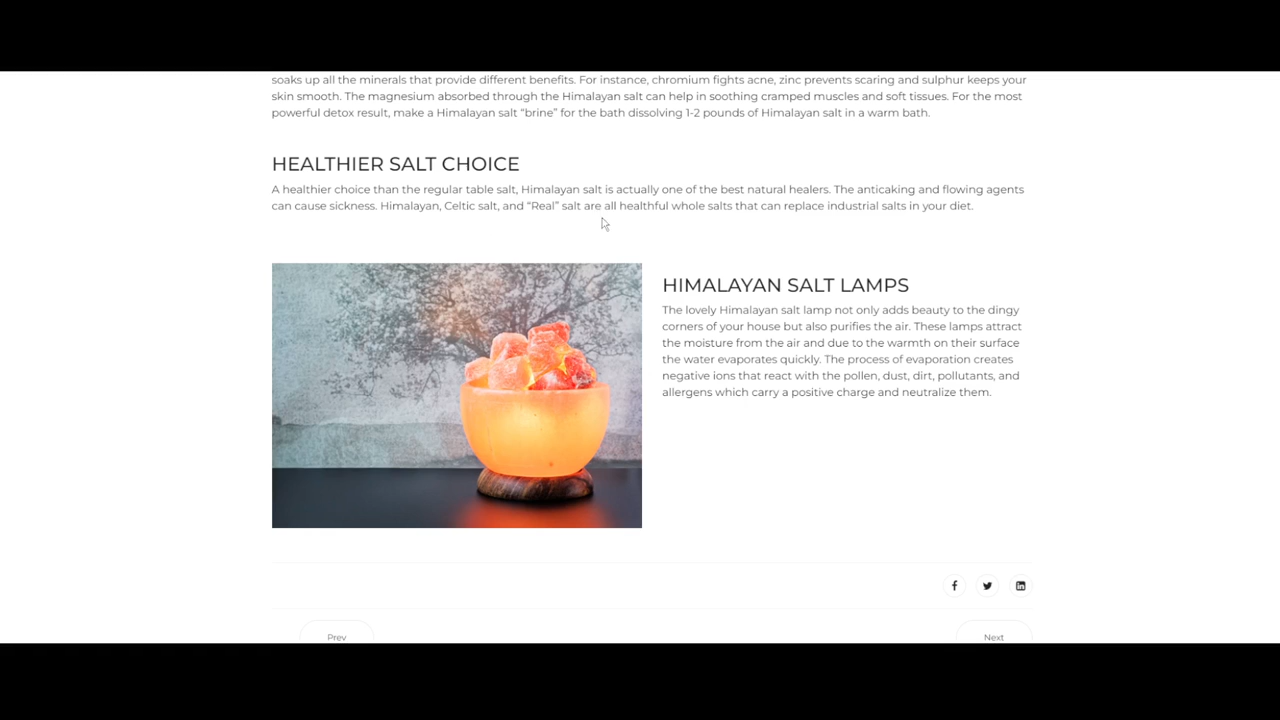 soaks up all the minerals that provide different benefits. For instance, chromium fights acne, zinc prevents scaring and sulphur keeps your
skin smooth. The magnesium absorbed through the Himalayan salt can help in soothing cramped muscles and soft tissues. For the most
powerful detox result, make a Himalayan salt “brine” for the bath dissolving 1-2 pounds of Himalayan salt in a warm bath.
HEALTHIER SALT CHOICE
A healthier choice than the regular table salt, Himalayan salt is actually one of the best natural healers. The anticaking and flowing agents
can cause sickness. Himalayan, Celtic salt, and “Real” salt are all healthful whole salts that can replace industrial salts in your diet.
HIMALAYAN SALT LAMPS
The lovely Himalayan salt lamp not only adds beauty to the dingy
corners of your house but also purifies the air. These lamps attract
the moisture from the air and due to the warmth on their surface
the water evaporates quickly. The process of evaporation creates
negative ions that react with the pollen, dust, dirt, pollutants, and
allergens which carry a positive charge and neutralize them.
Prev
Next